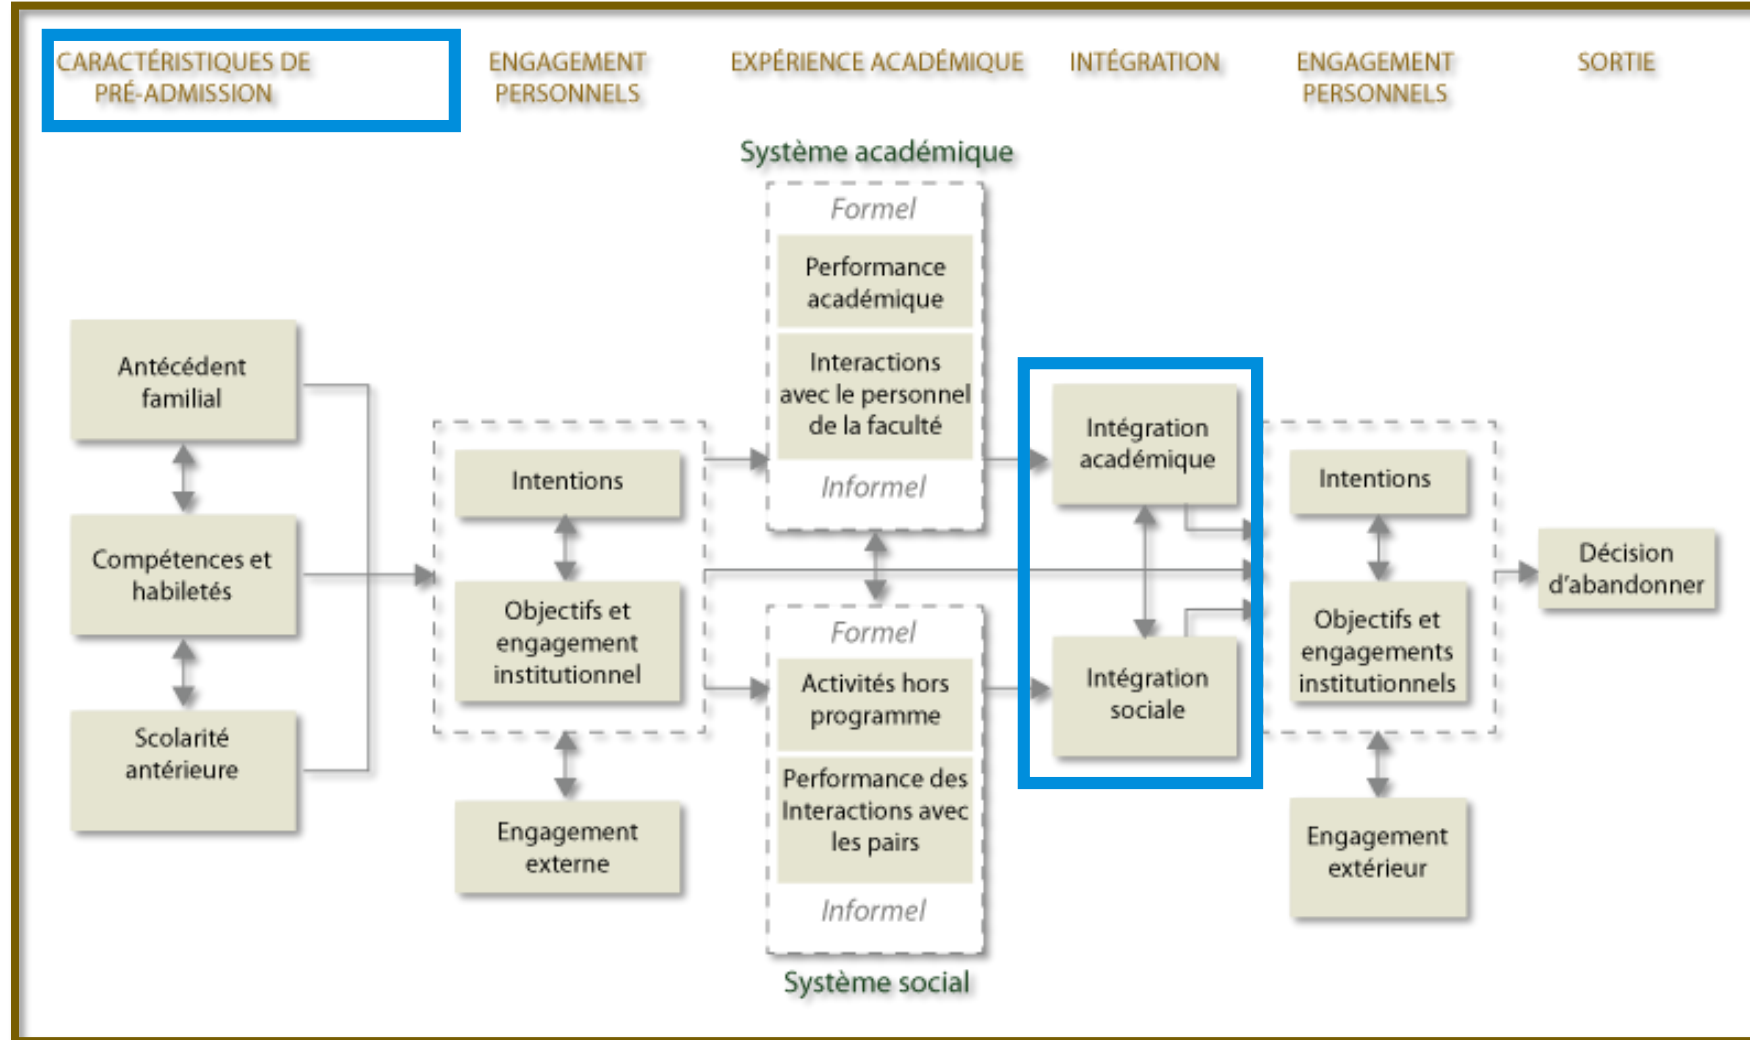 CARACTÉRISTIQUES DE
PRÉ-ADMISSION
ENGAGEMENT
PERSONNELS
EXPÉRIENCE ACADÉMIQUE
INTÉGRATION
ENGAGEMENT
PERSONNELS
SORTIE
Antécédent
familial
Compétences et
habiletés
Scolarité
antérieure
Intentions
Objectifs et
engagement
institutionnel
Engagement
externe
Système académique
Formel
Performance
académique
Interactions
avec le personnel
de la faculté
Informel
Formel
Activités hors
programme
Performance des
Interactions avec
les pairs
Informel
Système social
Intégration
académique
Intégration
sociale
Intentions
Objectifs et
engagements
institutionnels
Engagement
extérieur
Décision
d'abandonner